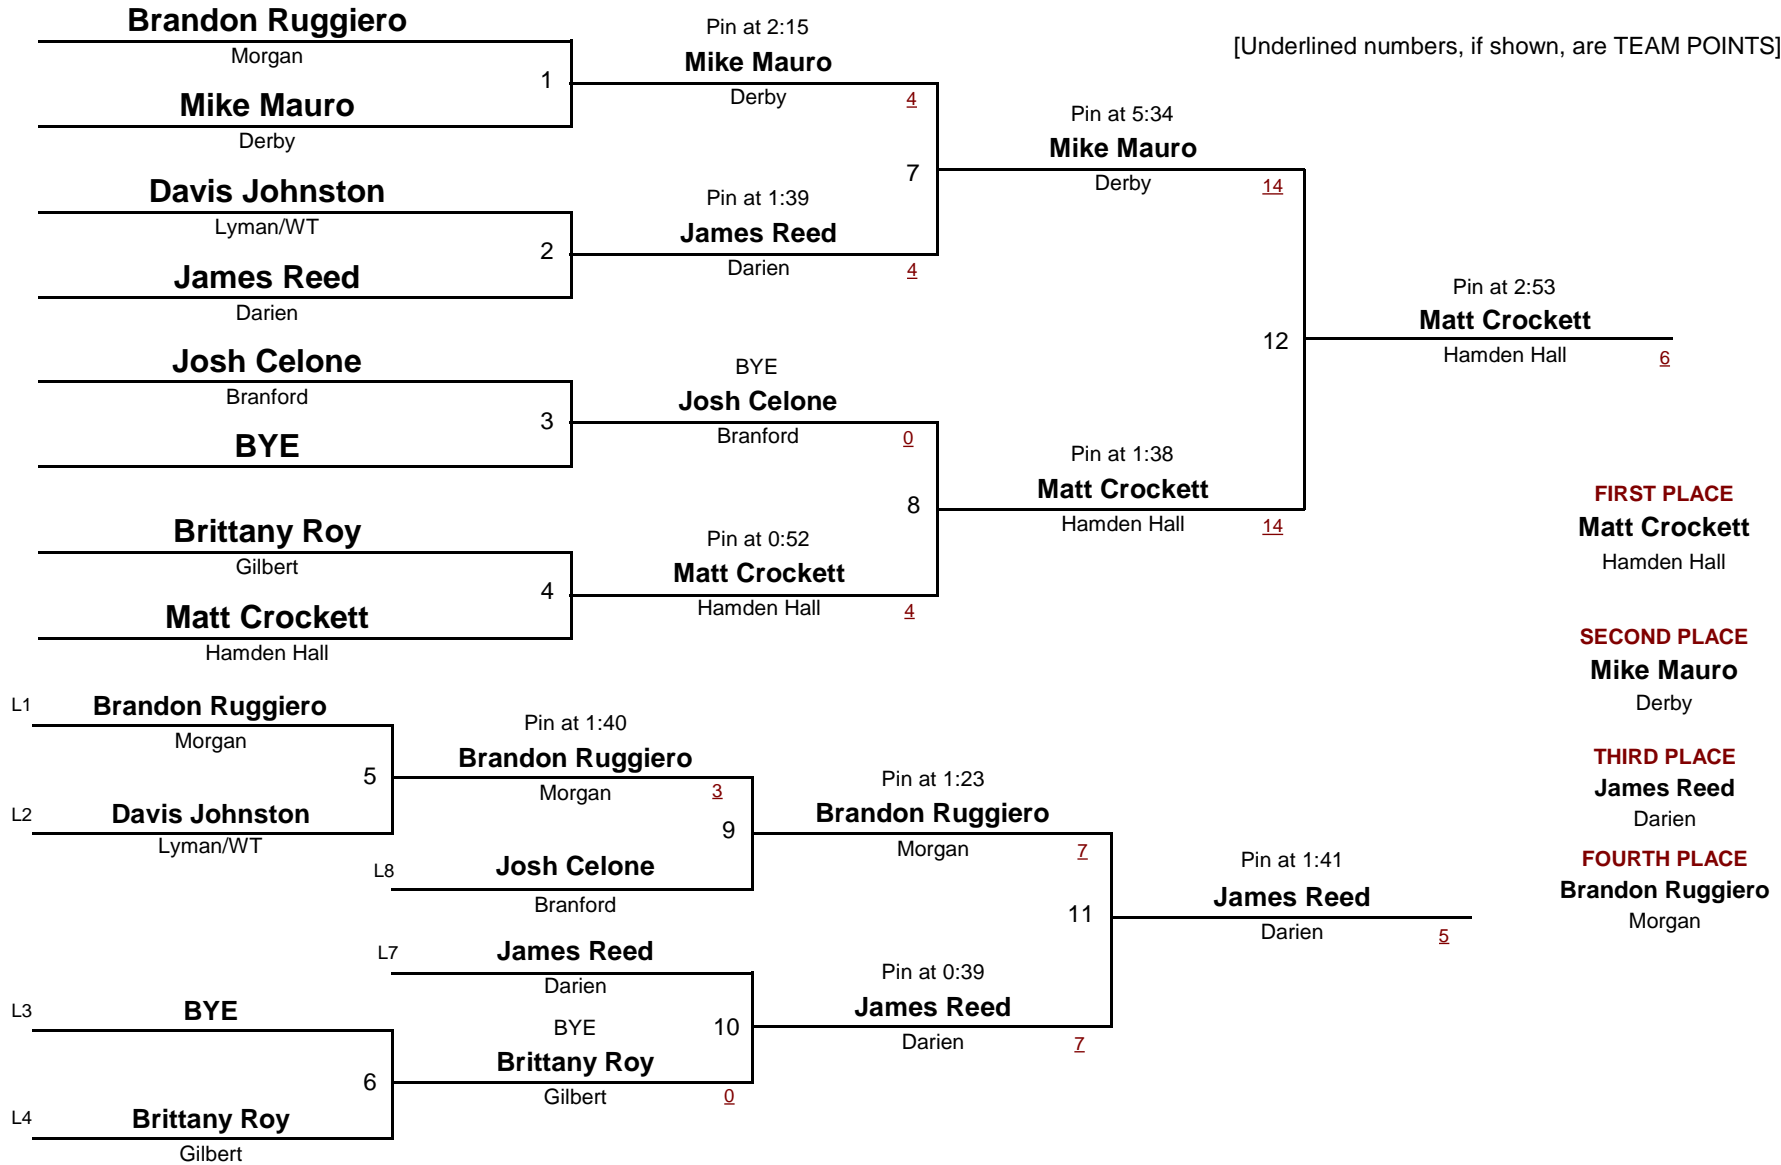 [Underlined numbers, if shown, are TEAM POINTS]
Brandon Ruggiero
Morgan
1
Mike Mauro
Derby
Davis Johnston
Lyman/WT
2
James Reed
Darien
Josh Celone
Branford
3
BYE
Brittany Roy
Gilbert
4
Matt Crockett
Hamden Hall
Pin at 2:15
Mike Mauro
Derby
4
7
Pin at 1:39
James Reed
Darien
4
BYE
Josh Celone
Branford
0
8
Pin at 0:52
Matt Crockett
Hamden Hall
4
Pin at 5:34
Mike Mauro
Derby
14
12
Pin at 1:38
Matt Crockett
Hamden Hall
14
Pin at 2:53
Matt Crockett
Hamden Hall
6
FIRST PLACE
Matt Crockett
Hamden Hall
SECOND PLACE
Mike Mauro
Derby
THIRD PLACE
James Reed
Darien
FOURTH PLACE
Brandon Ruggiero
Morgan
L1
Brandon Ruggiero
Morgan
5
L2
Davis Johnston
Lyman/WT
L3
BYE
6
L4
Brittany Roy
Gilbert
Pin at 1:40
Brandon Ruggiero
Morgan
3
9
L8
Josh Celone
Branford
L7
James Reed
Darien
10
BYE
Brittany Roy
Gilbert
0
Pin at 1:23
Brandon Ruggiero
Morgan
7
11
Pin at 0:39
James Reed
Darien
7
Pin at 1:41
James Reed
Darien
5